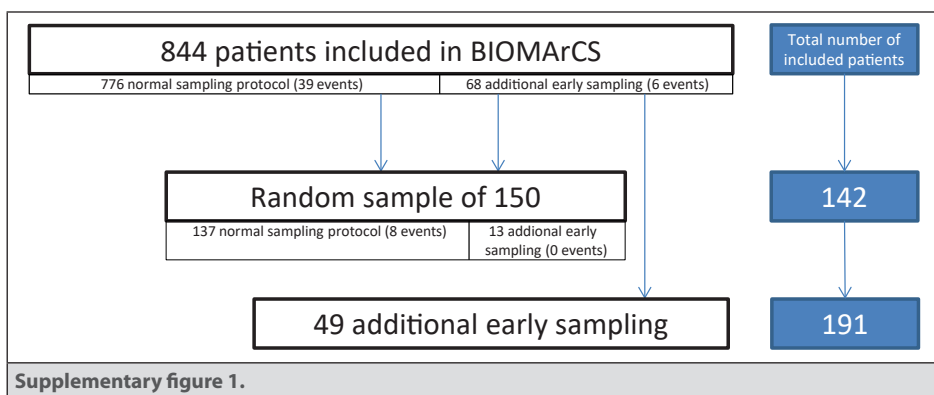 844 patients included in BIOMArCS
776 normal sampling protocol (39 events)
68 additional early sampling (6 events)
Total number of
included patients
Random sample of 150
137 normal sampling protocol (8 events)
13 addional early
sampling (0 events)
142
49 additional early sampling
191
Supplementary figure 1.